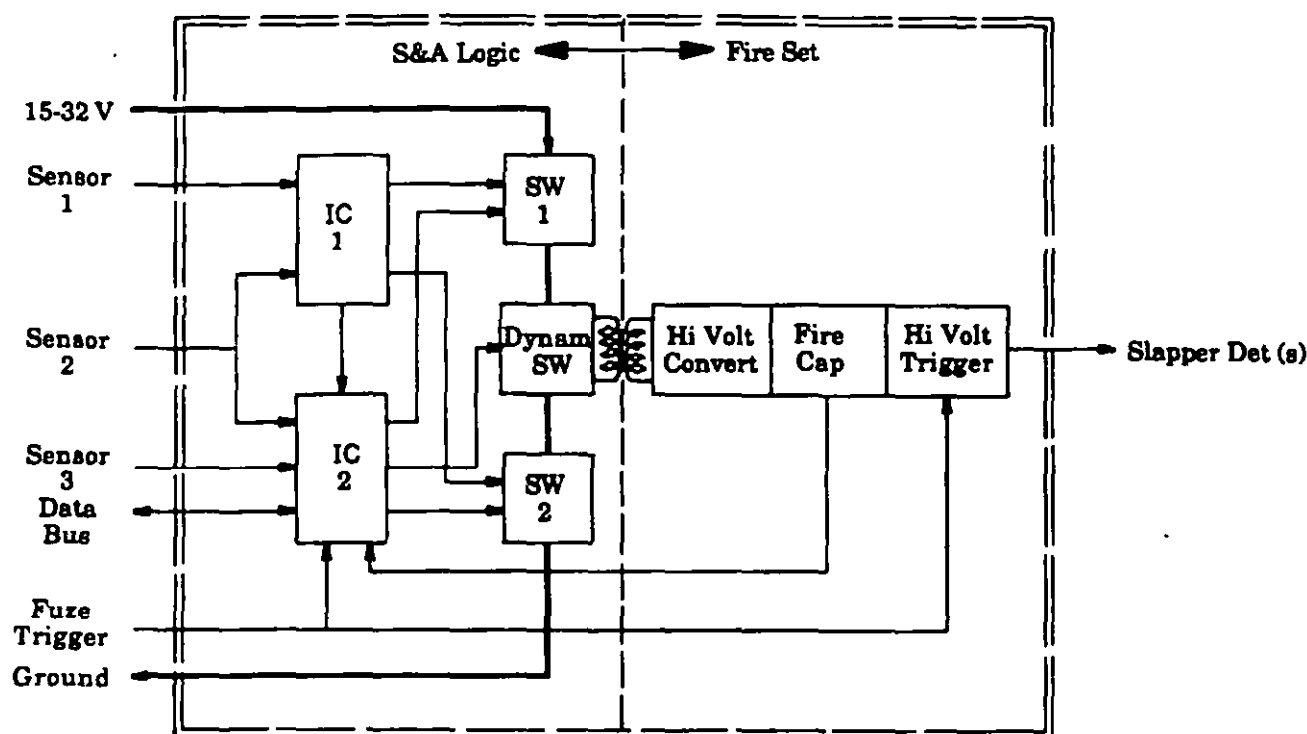 S&A Logic
Fire Set
15-32 V
Sensor
1
IC
1
SW
1
Sensor
2
Dynam
SW
Hi Volt
Convert
Fire
Cap
Hi Volt
Trigger
Slapper Det (s)
Sensor
3
IC
2
SW
2
Data
Bus
Fuze
Trigger
Ground